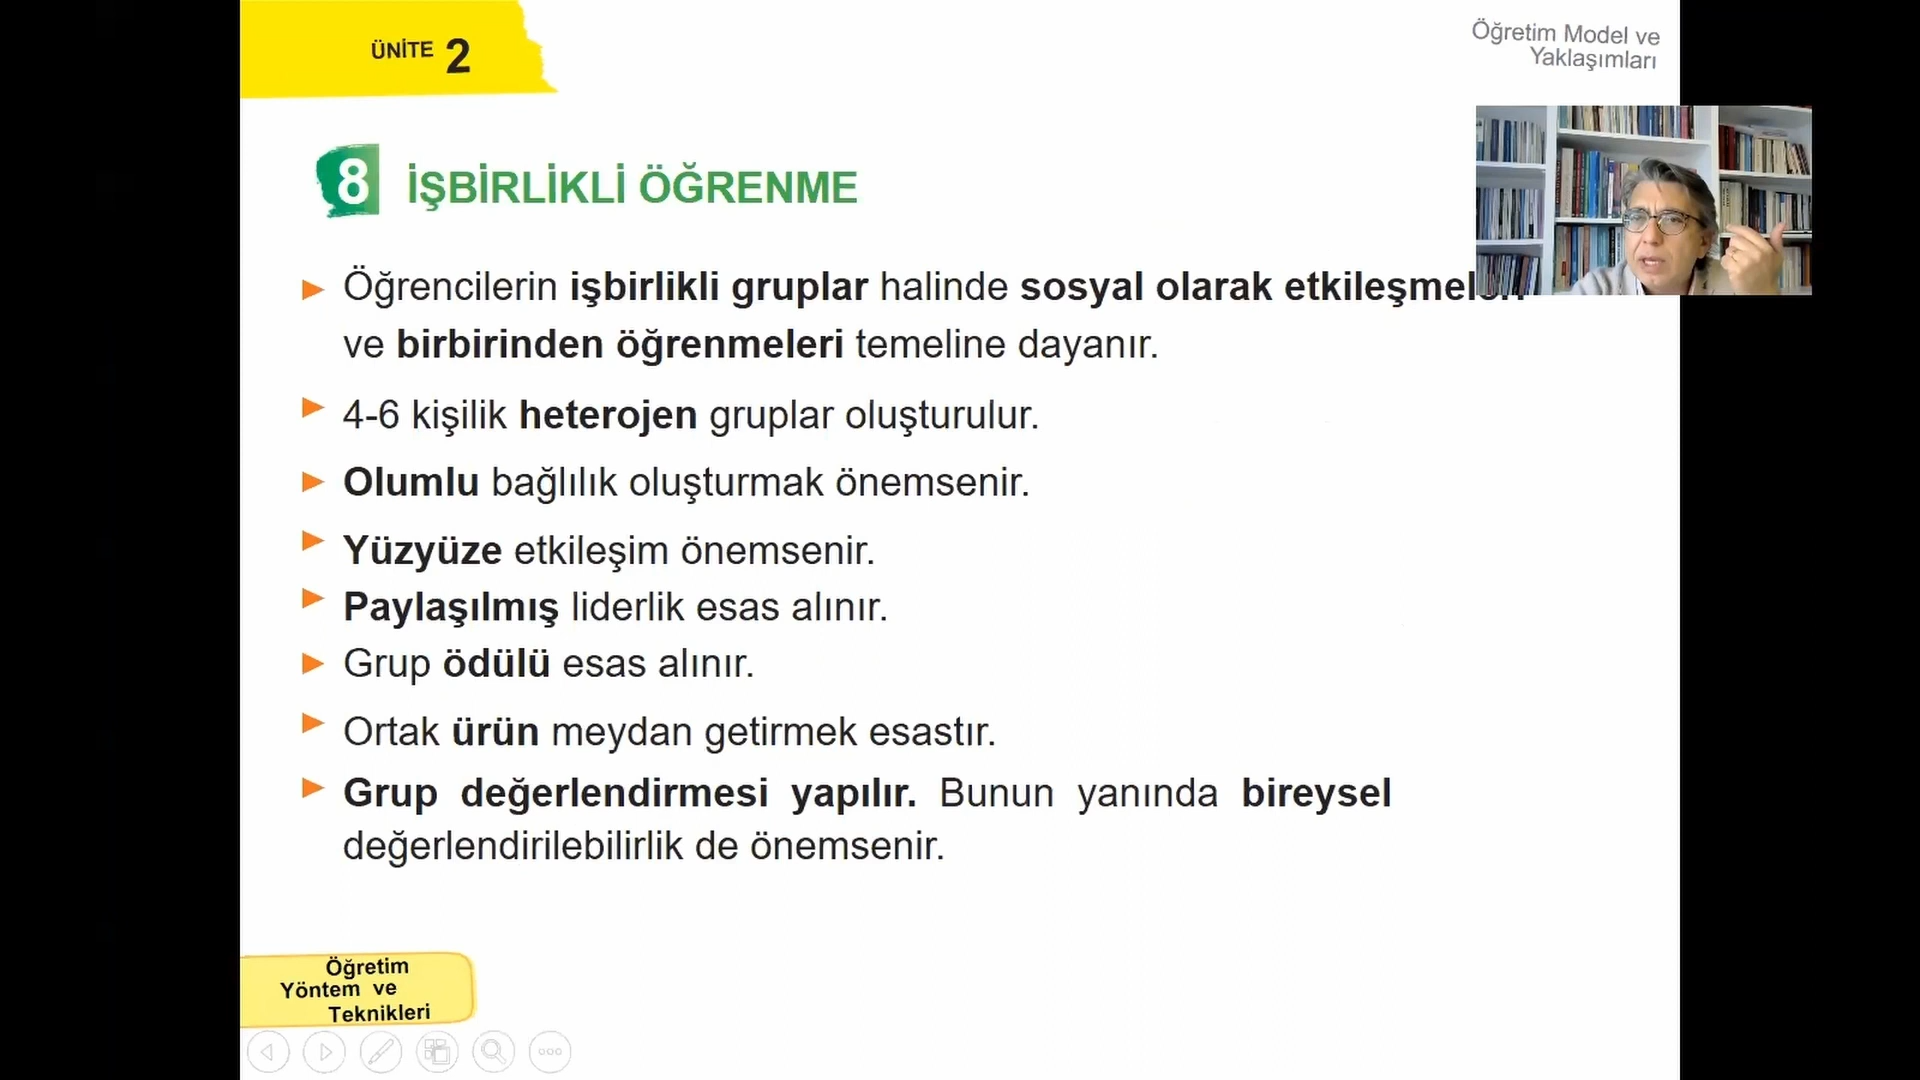 ÜNİTE 2
Öğretim Model ve
Yaklaşımları
8 İŞBİRLİKLİ ÖĞRENME
Öğrencilerin işbirlikli gruplar halinde sosyal olarak
ve birbirinden öğrenmeleri temeline dayanır.
4-6 kişilik heterojen gruplar oluşturulur.
Olumlu bağlılık oluşturmak önemsenir.
Yüzyüze etkileşim önemsenir.
Paylaşılmış liderlik esas alınır.
Grup ödülü esas alınır.
Ortak ürün meydan getirmek esastır.
Grup değerlendirmesi yapılır. Bunun yanında bireysel
değerlendirilebilirlik de önemsenir.
Öğretim
Yöntem ve
Teknikleri